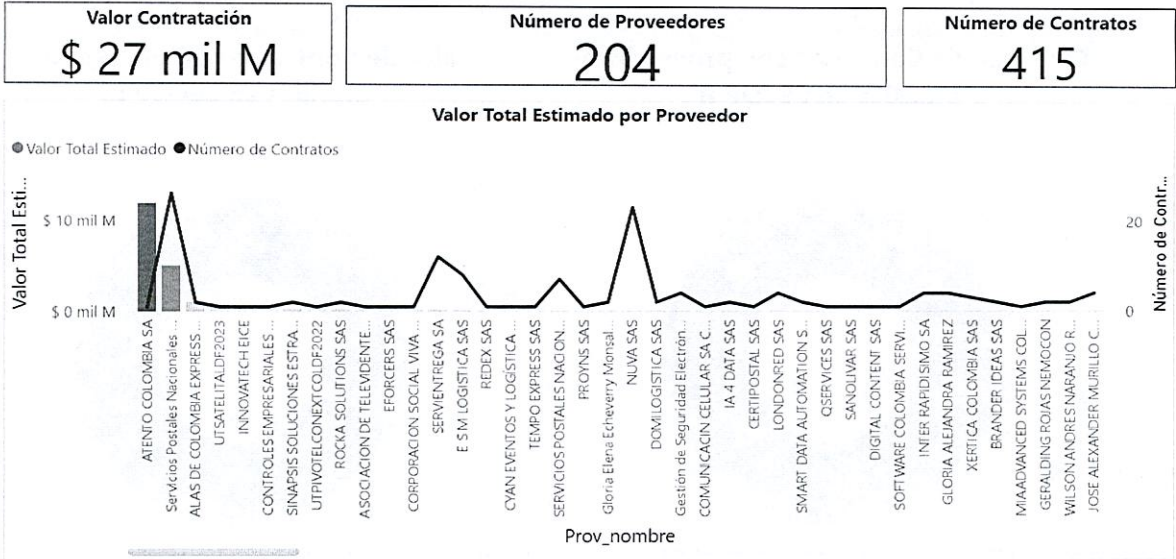 Valor Contratación
$ 27 mil M
Número de Proveedores
204
Número de Contratos
415
Valor Total Estimado por Proveedor
Valor Total Estimado
Número de Contratos
Valor Total Esti...
$ 10 mil M
$ 0 mil M
20
0
Número de Contr...
ATENTO COLOMBIA SA
Servicios Postales Nacionales ...
ALAS DE COLOMBIA EXPRESS...
UTSATELITALDF2023
INNOVATECH EICE
CONTROLES EMPRESARIALES...
SINAPSIS SOLUCIONES ESTRA...
UTPIVOTELCONEXTCOLDF2022
ROCKA SOLUTIONS SAS
ASOCIACION DE TELEVIDENTE...
EFORCERS SAS
CORPORACION SOCIAL VIVA ...
SERVIENTREGA SA
E S M LOGISTICA SAS
REDEX SAS
CYAN EVENTOS Y LOGÍSTICA ...
TEMPO EXPRESS SAS
SERVICIOS POSTALES NACION...
PROYNS SAS
Gloria Elena Echeverry Monsal...
NUVA SAS
DOMILOGISTICA SAS
Gestión de Seguridad Electrón...
COMUNICACIN CELULAR SA C...
IA 4 DATA SAS
CERTIPOSTAL SAS
LONDONRED SAS
SMART DATA AUTOMATION S...
QSERVICES SAS
SANOLIVAR SAS
DIGITAL CONTENT SAS
SOFTWARE COLOMBIA SERVI...
INTER RAPIDISIMO SA
GLORIA ALEJANDRA RAMIREZ
XERTICA COLOMBIA SAS
BRANDER IDEAS SAS
MIAADVANCED SYSTEMS COL...
GERALDING ROJAS NEMOCON
WILSON ANDRES NARANJO R...
JOSE ALEXANDER MURILLO C...
Prov_nombre